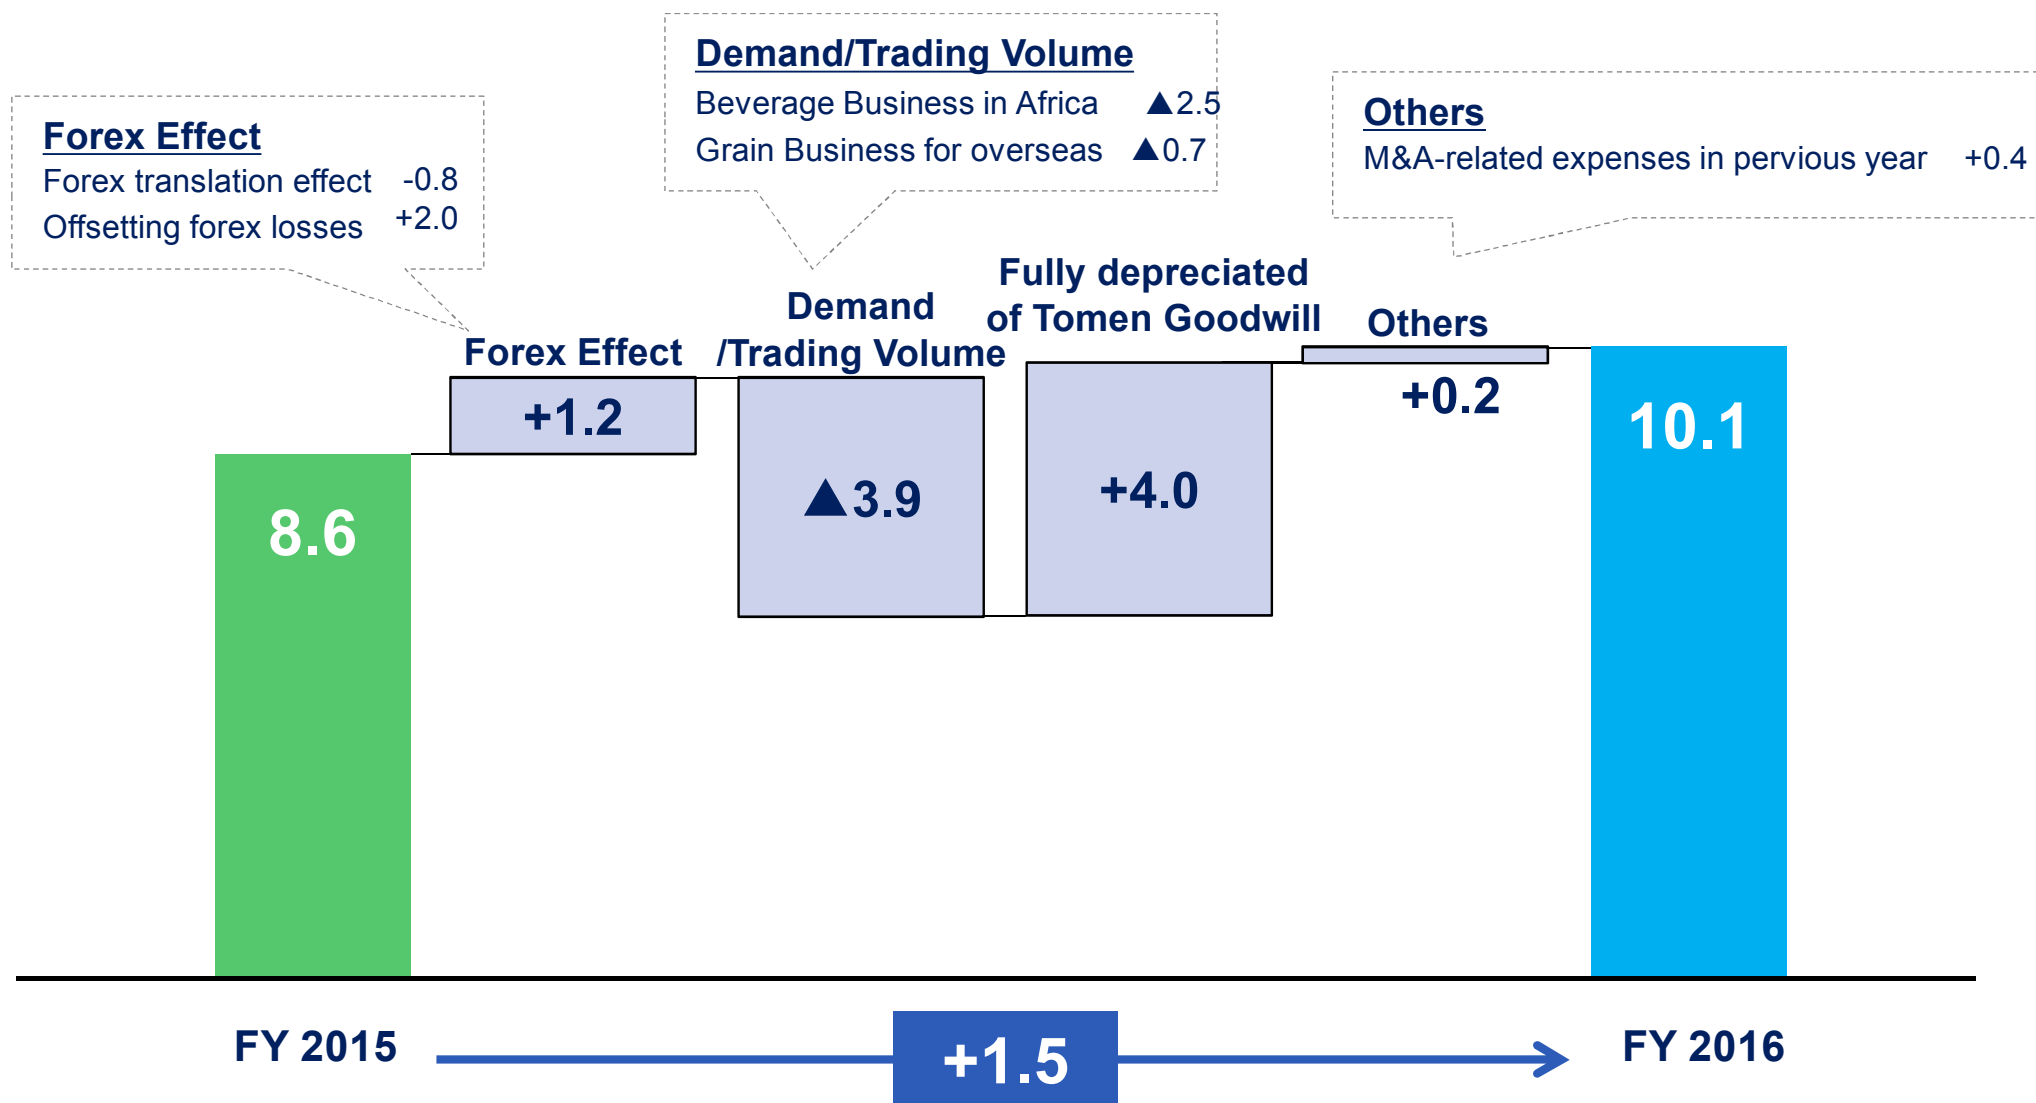 Forex Effect
Forex translation effect -0.8
Offsetting forex losses +2.0
Demand/Trading Volume
Beverage Business in Africa ▲2.5
Grain Business for overseas ▲0.7
Others
M&A-related expenses in pervious year +0.4
Forex Effect
+1.2
Demand
/Trading Volume
▲3.9
Fully depreciated
of Tomen Goodwill
+4.0
Others
+0.2
8.6
10.1
FY 2015
+1.5
FY 2016